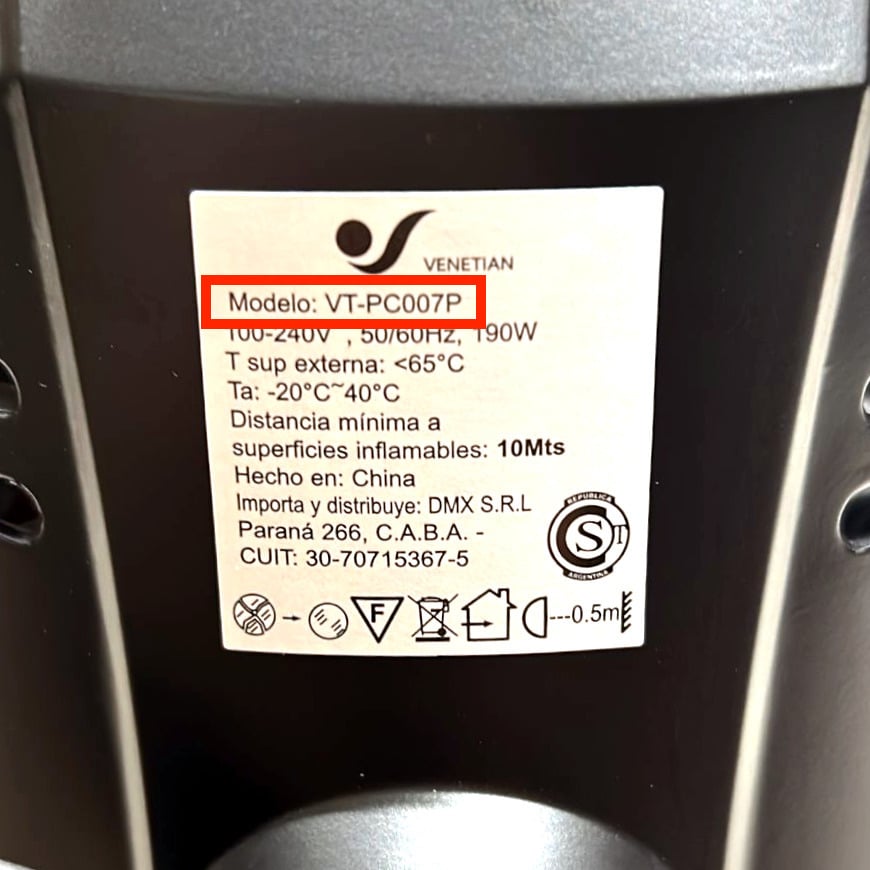 VENETIAN
Modelo: VT-PC007P
100-240V , 50/60Hz, 190W
T sup externa: <65°C
Ta: -20°C~40°C
Distancia mínima a
superficies inflamables: 10Mts
Hecho en: China
Importa y distribuye: DMX S.R.L
Paraná 266, C.A.B.A. -
CUIT: 30-70715367-5
REPUBLICA
S
T
ARGENTINA
F
---0.5m